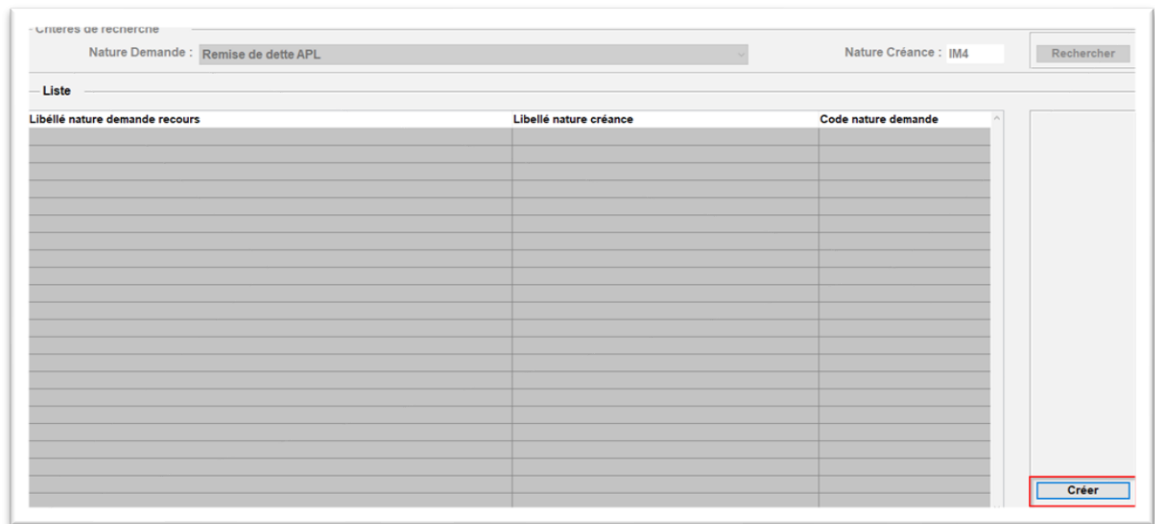 Critères de recherche
Nature Demande : Remise de dette APL Nature Créance : IM4 Rechercher
Liste
Libéllé nature demande recours Libellé nature créance Code nature demande
Créer